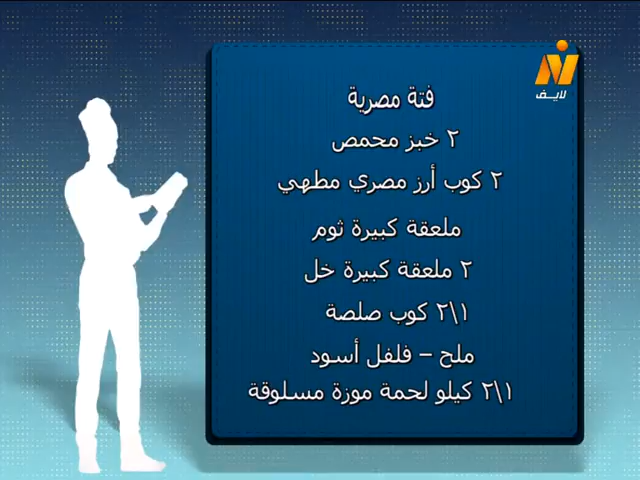 لايـف
فتة مصرية
٢ خبز محمص
٢ كوب أرز مصري مطهي
ملعقة كبيرة ثوم
٢ ملعقة كبيرة خل
١\٢ كوب صلصة
ملح – فلفل أسود
١\٢ كيلو لحمة موزة مسلوقة